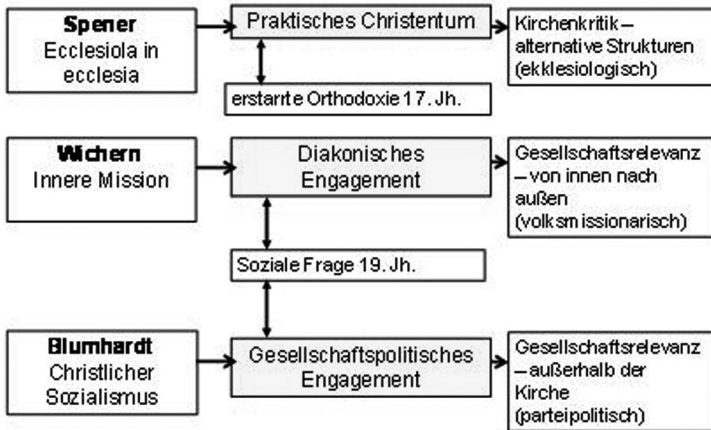 Spener
Ecclesiola in
ecclesia
Praktisches Christentum
Kirchenkritik –
alternative Strukturen
(ekklesiologisch)
erstarrte Orthodoxie 17. Jh.
Wichern
Innere Mission
Diakonisches
Engagement
Gesellschaftsrelevanz
– von innen nach
außen
(volksmissionarisch)
Soziale Frage 19. Jh.
Blumhardt
Christlicher
Sozialismus
Gesellschaftspolitisches
Engagement
Gesellschaftsrelevanz
– außerhalb der
Kirche
(parteipolitisch)